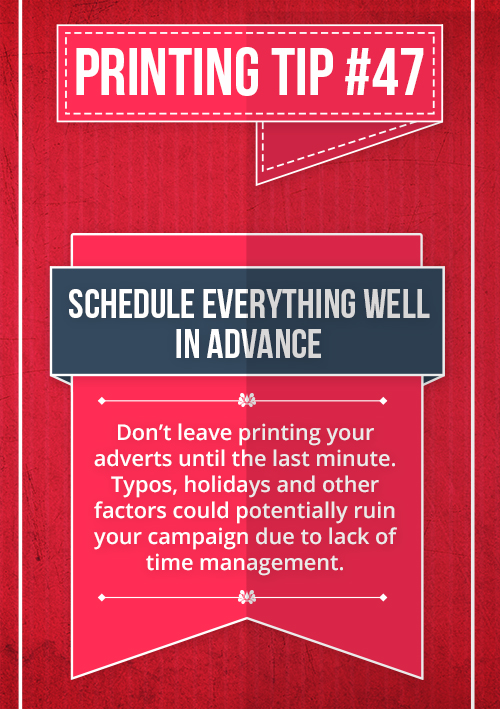 PRINTING TIP #47
SCHEDULE EVERYTHING WELL
IN ADVANCE
Don’t leave printing your
adverts until the last minute.
Typos, holidays and other
factors could potentially ruin
your campaign due to lack of
time management.